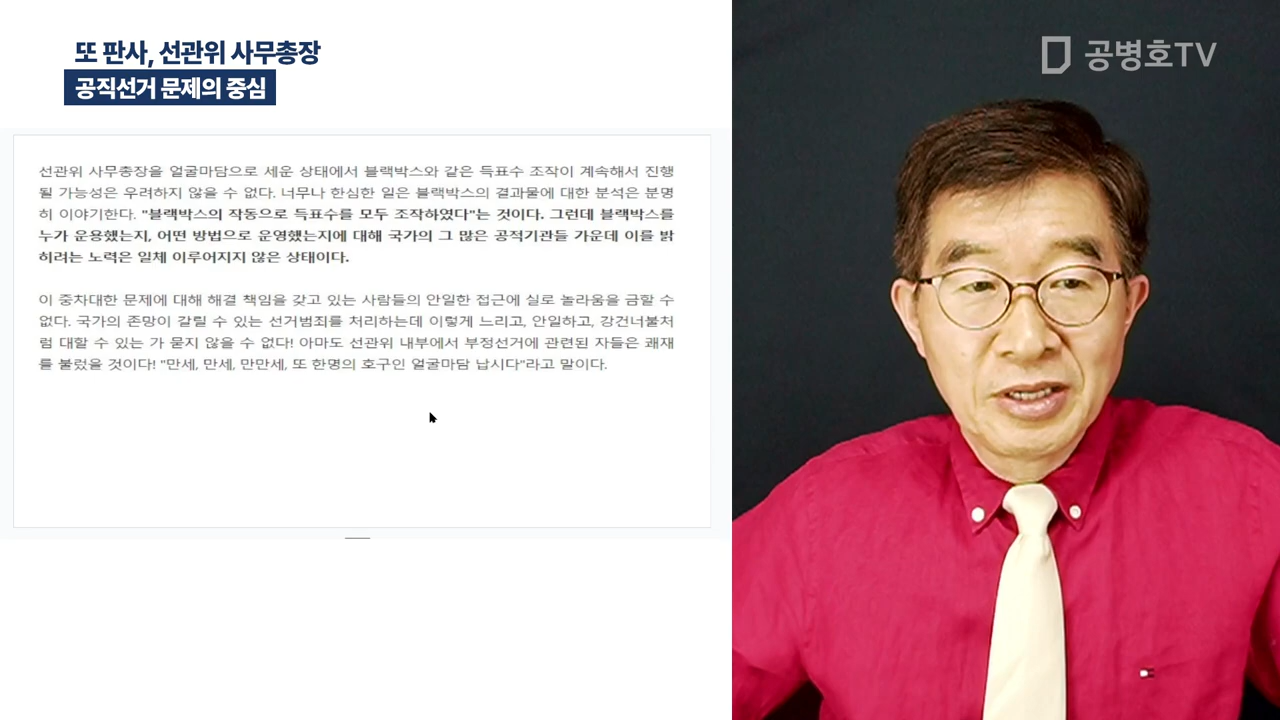 또 판사, 선관위 사무총장
공직선거 문제의 중심
공병호TV
선관위 사무총장을 얼굴마담으로 세운 상태에서 블랙박스와 같은 득표수 조작이 계속해서 진행
될 가능성은 우려하지 않을 수 없다. 너무나 한심한 일은 블랙박스의 결과물에 대한 분석은 분명
히 이야기한다. "블랙박스의 작동으로 득표수를 모두 조작하였다"는 것이다. 그런데 블랙박스를
누가 운용했는지, 어떤 방법으로 운영했는지에 대해 국가의 그 많은 공적기관들 가운데 이를 밝
히려는 노력은 일체 이루어지지 않은 상태이다.
이 중차대한 문제에 대해 해결 책임을 갖고 있는 사람들의 안일한 접근에 실로 놀라움을 금할 수
없다. 국가의 존망이 갈릴 수 있는 선거범죄를 처리하는데 이렇게 느리고, 안일하고, 강건너불처
럼 대할 수 있는 가 묻지 않을 수 없다! 아마도 선관위 내부에서 부정선거에 관련된 자들은 쾌재
를 불렀을 것이다! "만세, 만세, 만만세, 또 한명의 호구인 얼굴마담 납시다"라고 말이다.